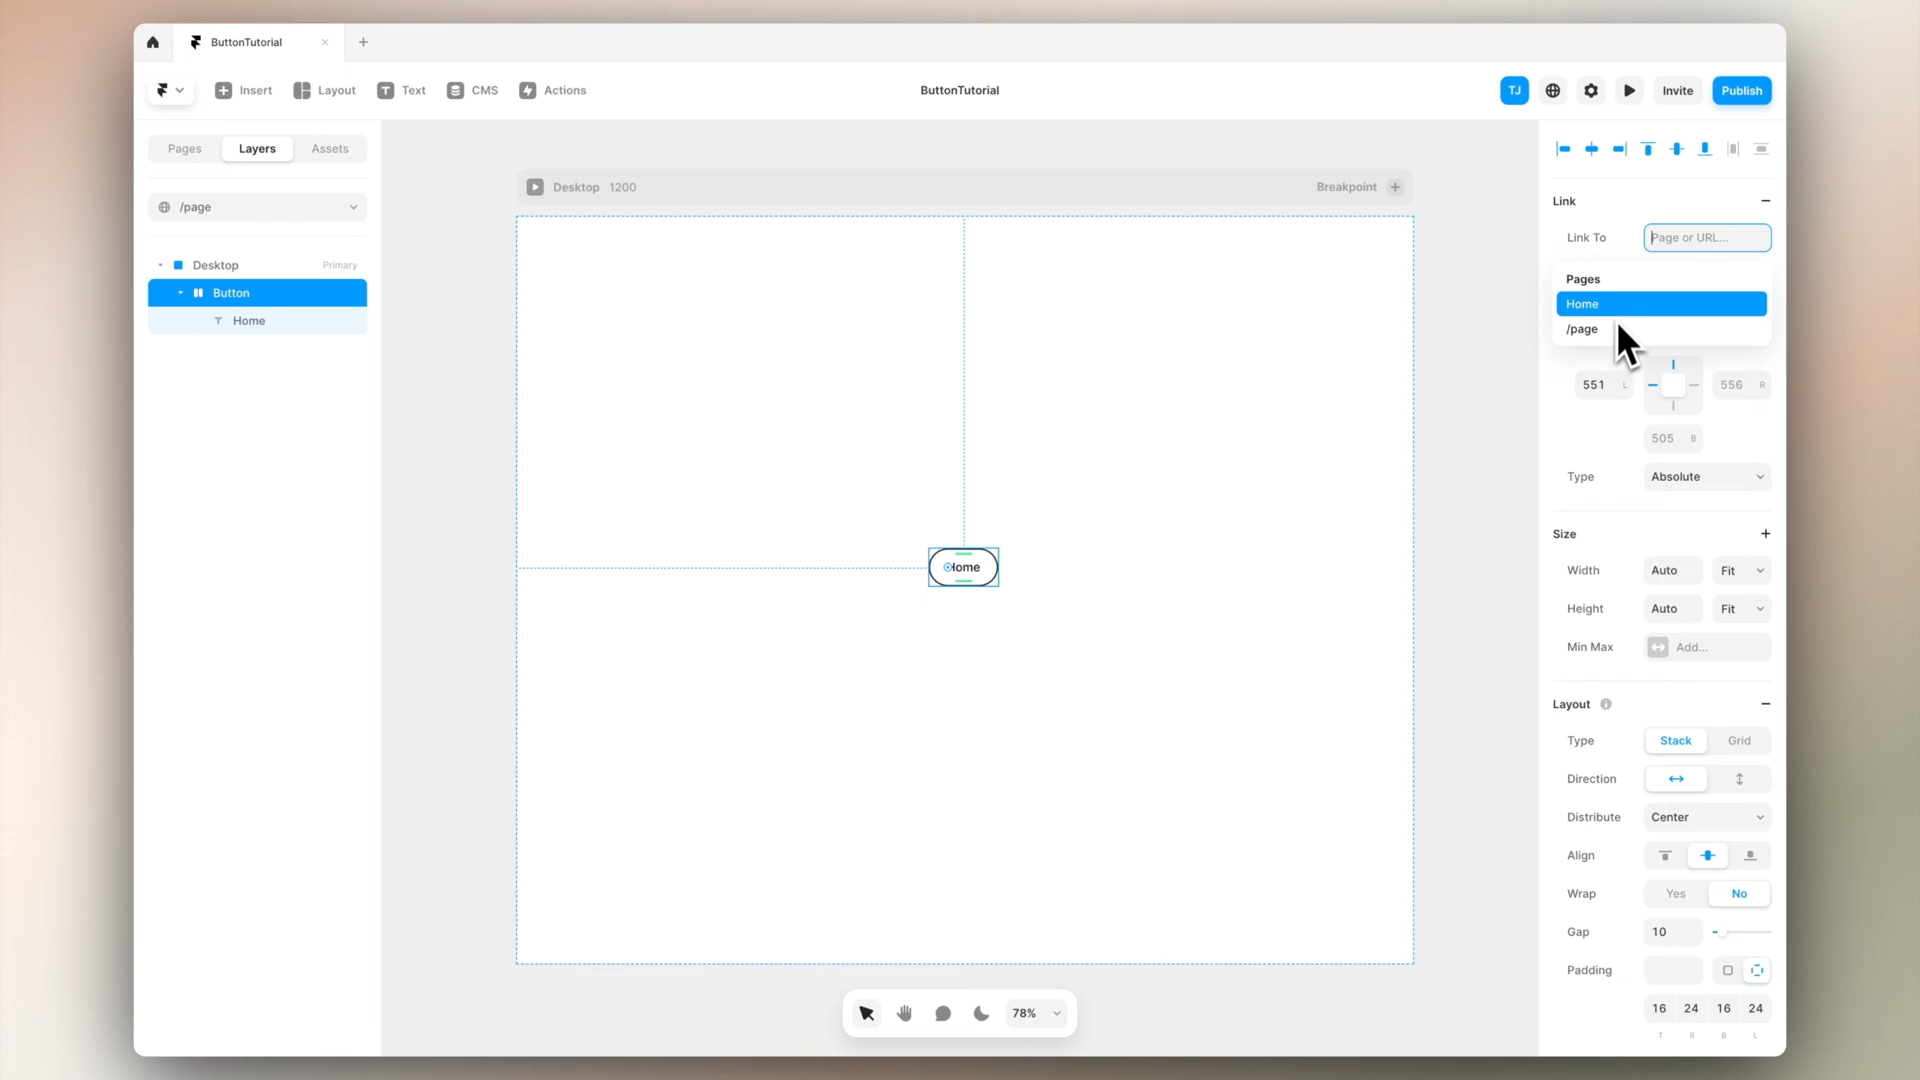 ButtonTutorial
Insert
Layout
Text
CMS
Actions
ButtonTutorial
TJ
Invite
Publish
Pages
Layers
Assets
/page
Desktop
Primary
Button
Home
Desktop 1200
Breakpoint
Home
78%
Link
Link To
Page or URL...
Pages
Home
/page
551 L
556 R
505 B
Type
Absolute
Size
Width
Auto
Fit
Height
Auto
Fit
Min Max
Add...
Layout
Type
Stack
Grid
Direction
Distribute
Center
Align
Wrap
Yes
No
Gap
10
Padding
16 24 16 24
T R B L